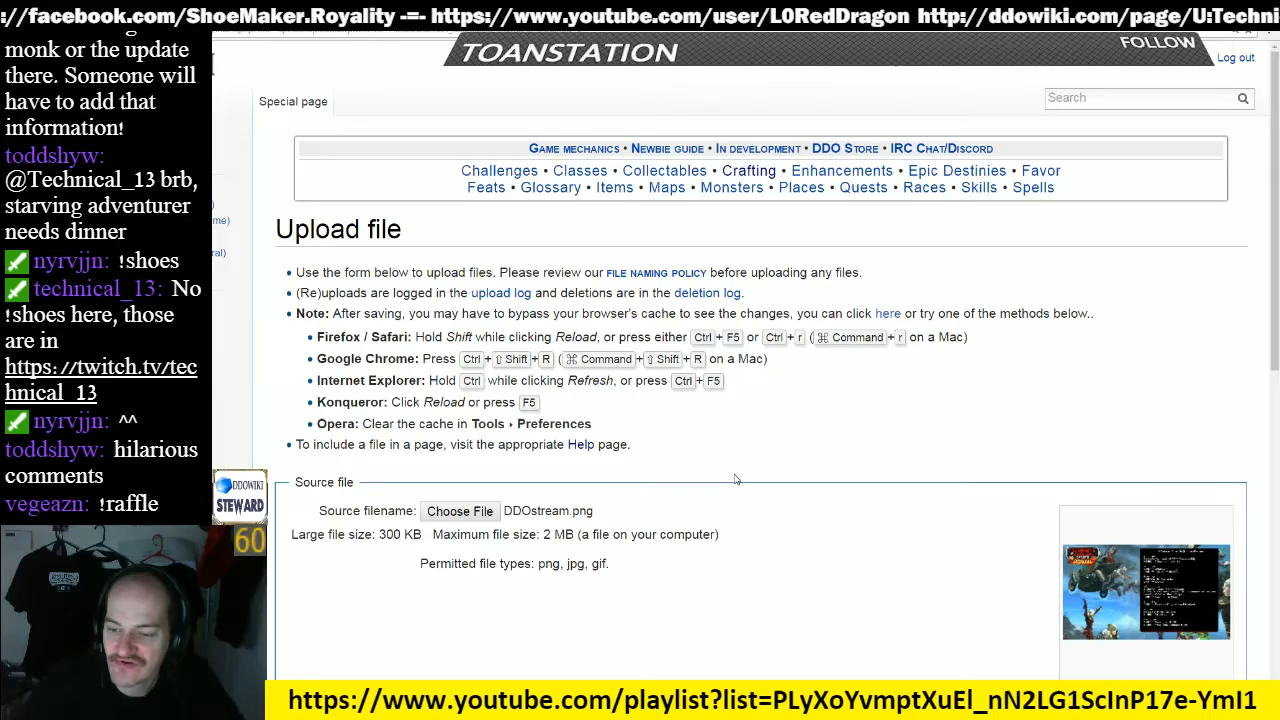 ://facebook.com/ShoeMaker.Royality -=- https://www.youtube.com/user/L0RedDragon http://ddowiki.com/page/U:Techni
monk or the update
there. Someone will
have to add that
information!
toddshyw:
@Technical_13 brb,
starving adventurer
needs dinner
nyrvjjn: !shoes
technical_13: No
!shoes here, those
are in
https://twitch.tv/tec
hnical_13
nyrvjjn: ^^
toddshyw: hilarious
comments
vegeazn: !raffle
TOANSTATION
FOLLOW
Log out
Special page
Search
GAME MECHANICS • NEWBIE GUIDE • IN DEVELOPMENT • DDO STORE • IRC CHAT/DISCORD
Challenges • Classes • Collectables • Crafting • Enhancements • Epic Destinies • Favor
Feats • Glossary • Items • Maps • Monsters • Places • Quests • Races • Skills • Spells
me)
ral)
Upload file
• Use the form below to upload files. Please review our FILE NAMING POLICY before uploading any files.
• (Re)uploads are logged in the upload log and deletions are in the deletion log.
• Note: After saving, you may have to bypass your browser's cache to see the changes, you can click here or try one of the methods below..
• Firefox / Safari: Hold Shift while clicking Reload, or press either Ctrl+F5 or Ctrl+r (⌘ Command+r on a Mac)
• Google Chrome: Press Ctrl+⇧ Shift+R (⌘ Command+⇧ Shift+R on a Mac)
• Internet Explorer: Hold Ctrl while clicking Refresh, or press Ctrl+F5
• Konqueror: Click Reload or press F5
• Opera: Clear the cache in Tools ▸ Preferences
• To include a file in a page, visit the appropriate Help page.
DDOWIKI
STEWARD
60
Source file
Source filename: Choose File DDOstream.png
Large file size: 300 KB Maximum file size: 2 MB (a file on your computer)
Permitted file types: png, jpg, gif.
https://www.youtube.com/playlist?list=PLyXoYvmptXuEl_nN2LG1ScInP17e-YmI1